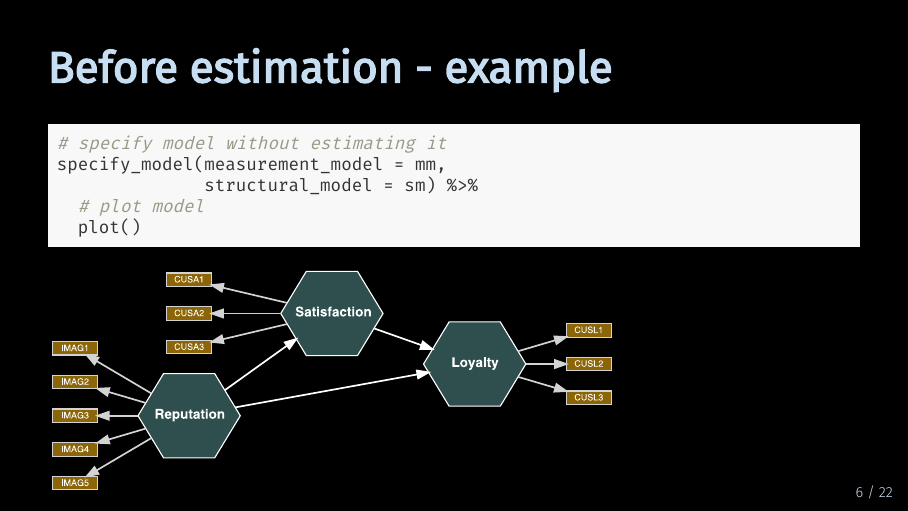 Before estimation - example
# specify model without estimating it
specify_model(measurement_model = mm,
              structural_model = sm) %>%
  # plot model
  plot()
CUSA1
CUSA2
CUSA3
Satisfaction
IMAG1
IMAG2
IMAG3
IMAG4
IMAG5
Reputation
Loyalty
CUSL1
CUSL2
CUSL3
6 / 22